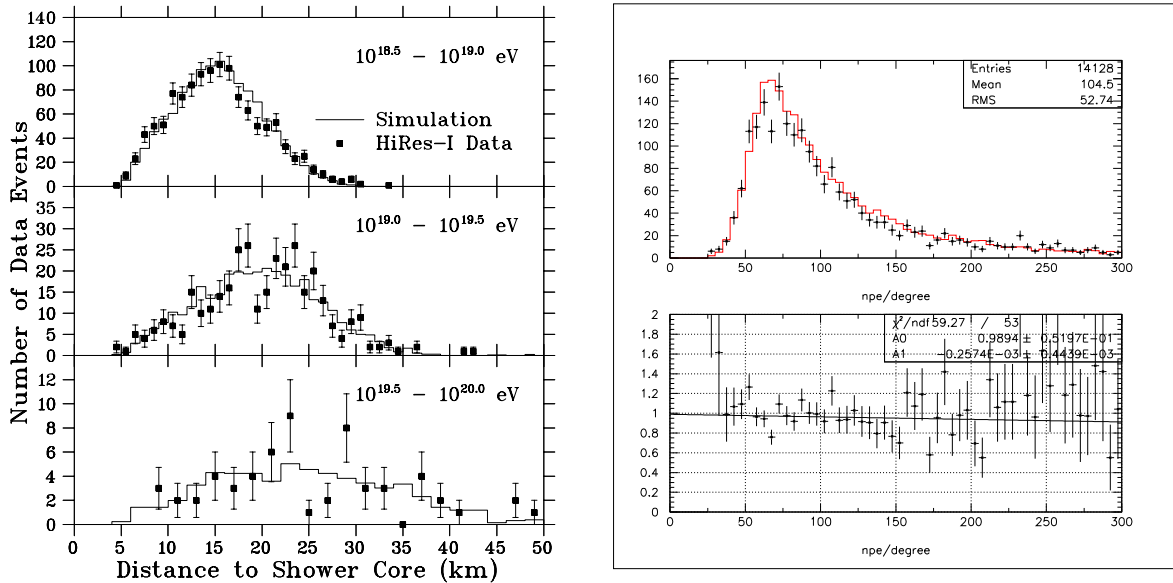 Number of Data Events
140
120
100
80
60
40
20
0
10^18.5 − 10^19.0 eV
Simulation
HiRes−I Data
35
30
25
20
15
10
5
0
10^19.0 − 10^19.5 eV
12
10
8
6
4
2
0
10^19.5 − 10^20.0 eV
0 5 10 15 20 25 30 35 40 45 50
Distance to Shower Core (km)
Entries 14128
Mean 104.5
RMS 52.74
160
140
120
100
80
60
40
20
0
0 50 100 150 200 250 300
npe/degree
χ²/ndf 59.27 / 53
A0 0.9894 ± 0.5197E−01
A1 −0.2574E−03 ± 0.4439E−03
2
1.8
1.6
1.4
1.2
1
0.8
0.6
0.4
0.2
0
0 50 100 150 200 250 300
npe/degree